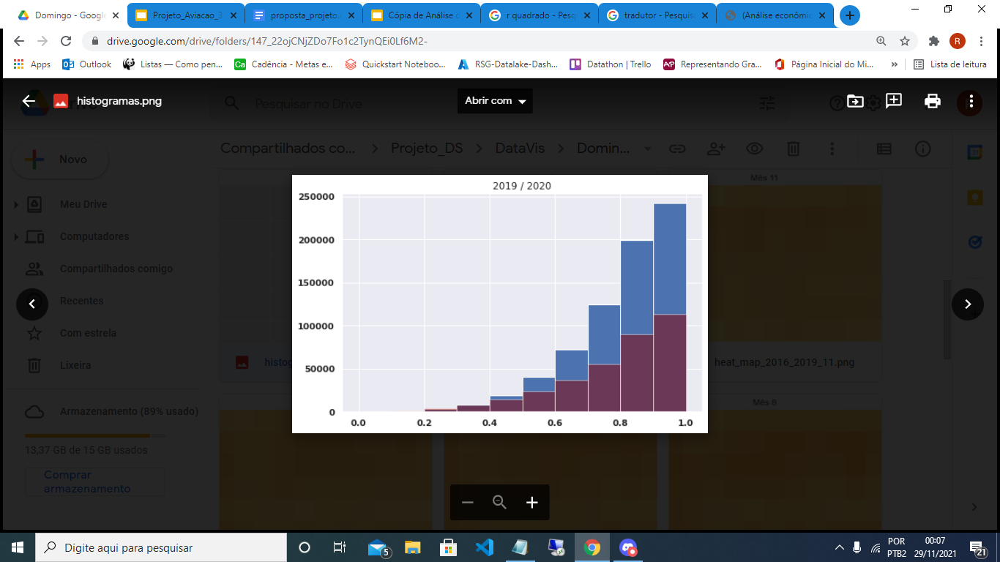 Domingo - Google
Projeto_Aviacao_3
proposta_projeto.
Cópia de Análise d
r quadrado - Pesq
tradutor - Pesquis
(Análise econômic
drive.google.com/drive/folders/147_22ojCNjZDo7Fo1c2TynQEi0Lf6M2-
R
Apps
Outlook
Listas — Como pen...
Ca
Cadência - Metas e...
Quickstart Noteboo...
RSG-Datalake-Dash...
Datathon | Trello
Representando Gra...
Página Inicial do Mi...
»
Lista de leitura
histogramas.png
Pesquisar no Drive
Abrir com
Novo
Compartilhados co...
Projeto_DS
DataVis
Domin...
Meu Drive
Computadores
Compartilhados comigo
Recentes
Com estrela
Lixeira
Armazenamento (89% usado)
13,37 GB de 15 GB usados
Comprar
armazenamento
Mês 11
2019 / 2020
250000
200000
150000
100000
50000
0
0.0 0.2 0.4 0.6 0.8 1.0
histo
heat_map_2016_2019_11.png
Mês 8
Digite aqui para pesquisar
5
POR
PTB2
00:07
29/11/2021
21